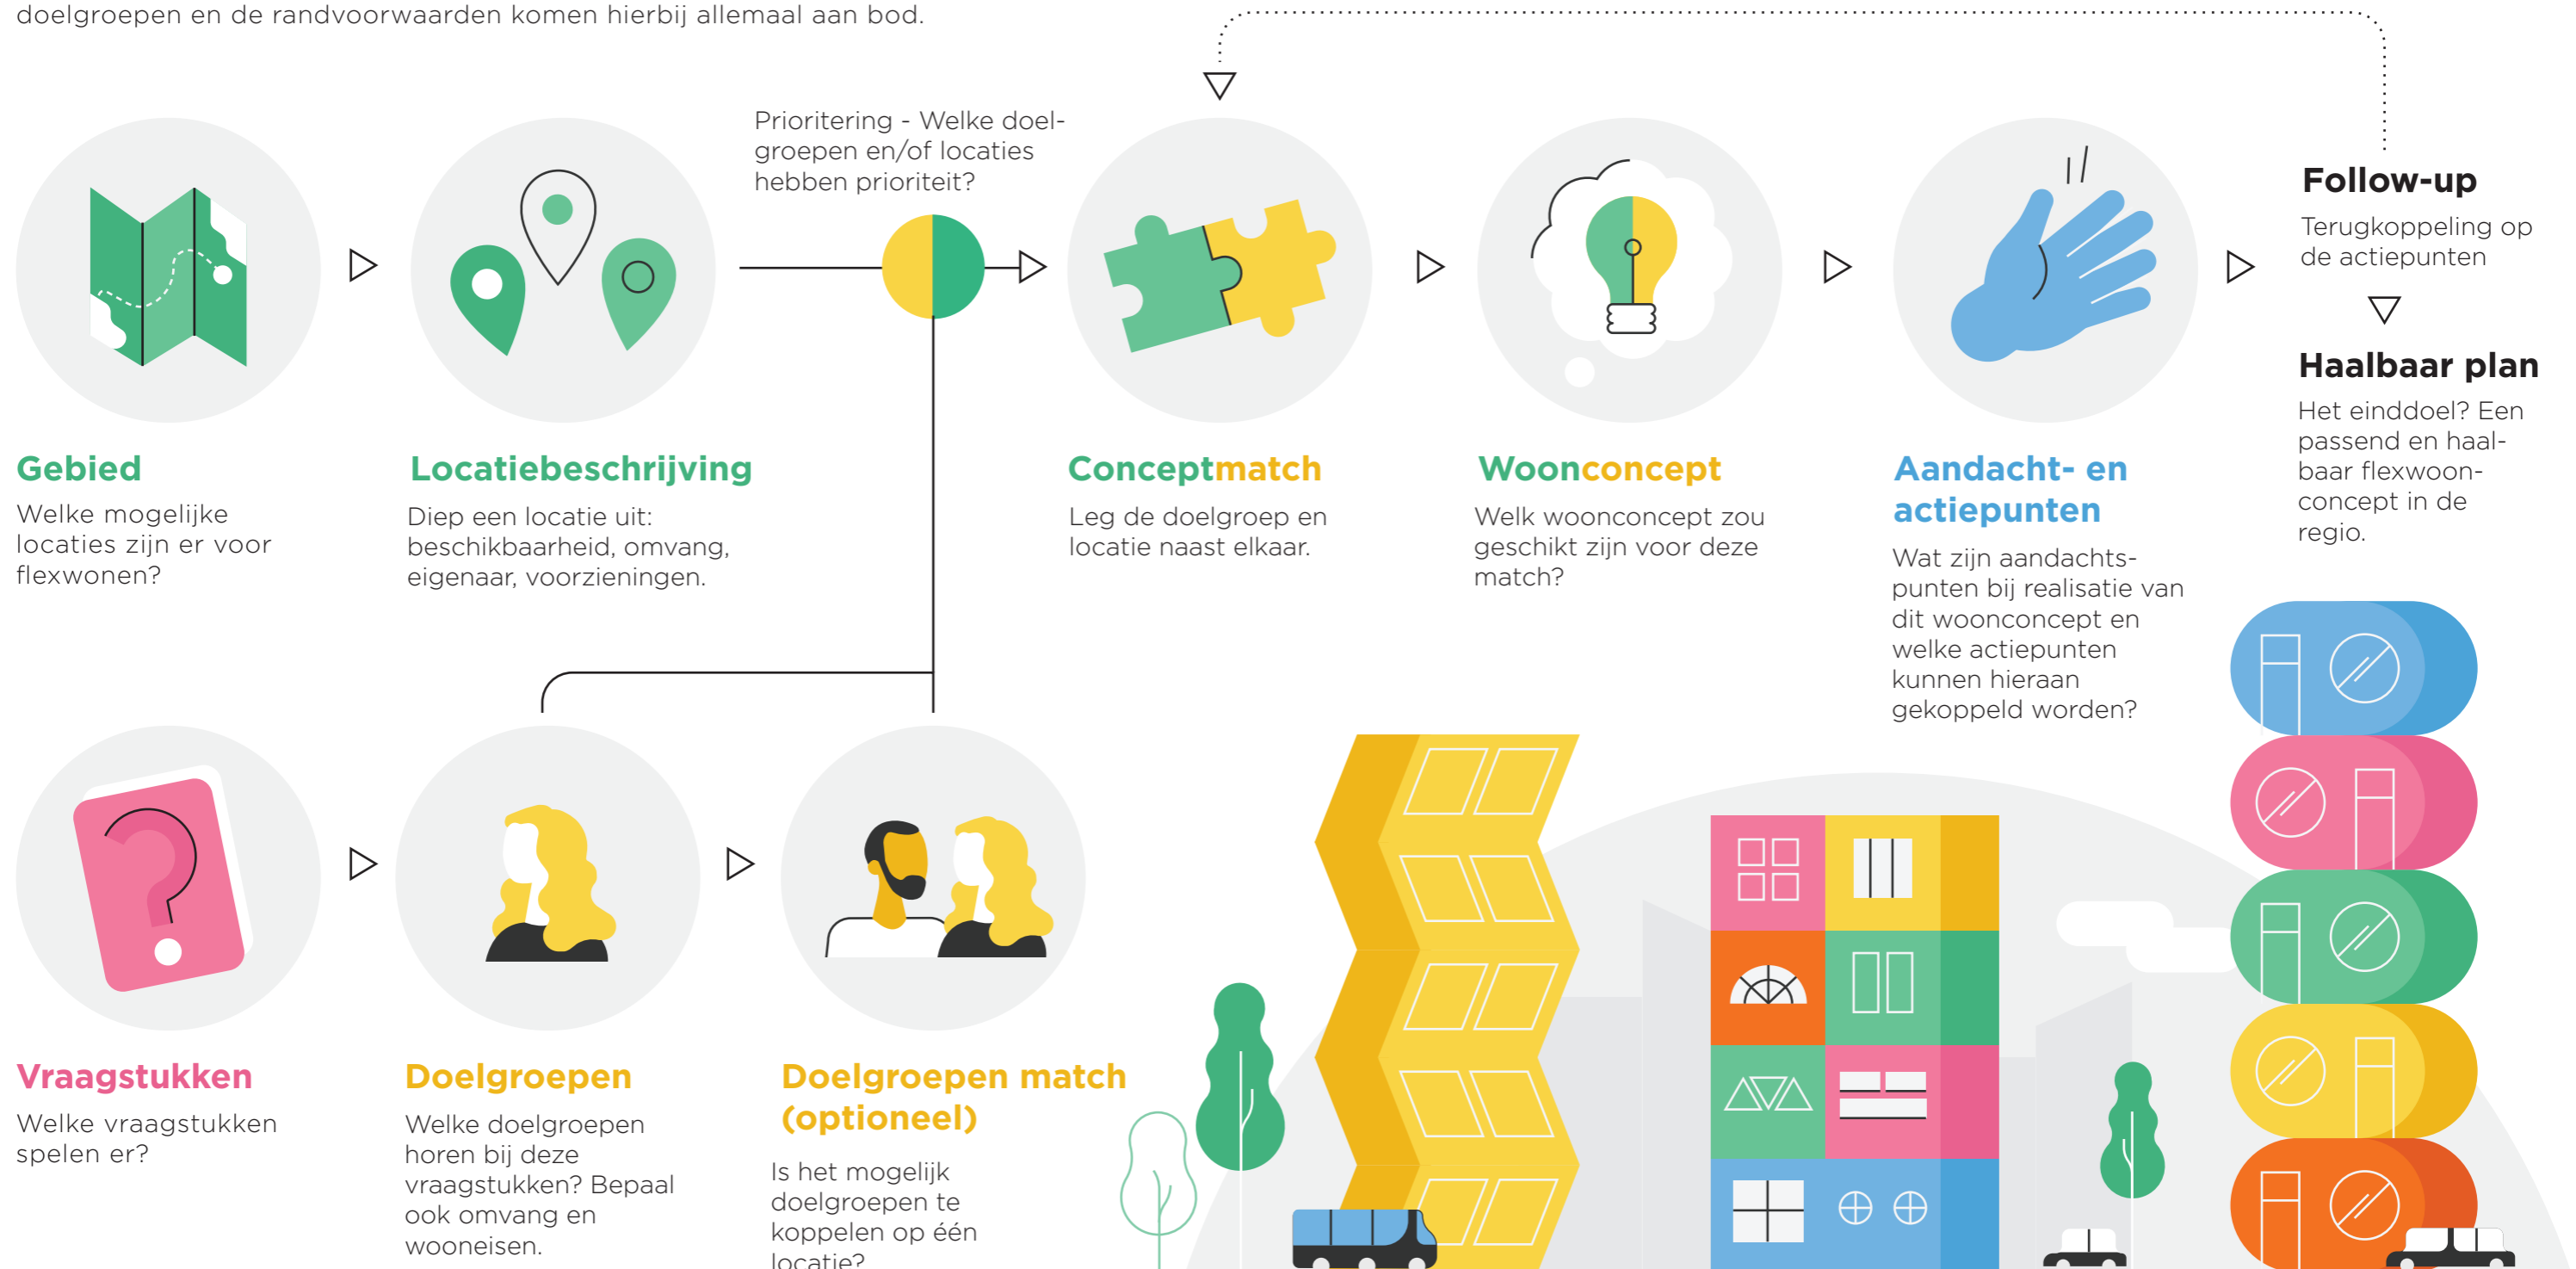 doelgroepen en de randvoorwaarden komen hierbij allemaal aan bod.
Prioritering - Welke doel-
groepen en/of locaties
hebben prioriteit?
Gebied
Welke mogelijke
locaties zijn er voor
flexwonen?
Locatiebeschrijving
Diep een locatie uit:
beschikbaarheid, omvang,
eigenaar, voorzieningen.
Conceptmatch
Leg de doelgroep en
locatie naast elkaar.
Woonconcept
Welk woonconcept zou
geschikt zijn voor deze
match?
Aandacht- en
actiepunten
Wat zijn aandachts-
punten bij realisatie van
dit woonconcept en
welke actiepunten
kunnen hieraan
gekoppeld worden?
Follow-up
Terugkoppeling op
de actiepunten
Haalbaar plan
Het einddoel? Een
passend en haal-
baar flexwoon-
concept in de
regio.
Vraagstukken
Welke vraagstukken
spelen er?
Doelgroepen
Welke doelgroepen
horen bij deze
vraagstukken? Bepaal
ook omvang en
wooneisen.
Doelgroepen match
(optioneel)
Is het mogelijk
doelgroepen te
koppelen op één
locatie?